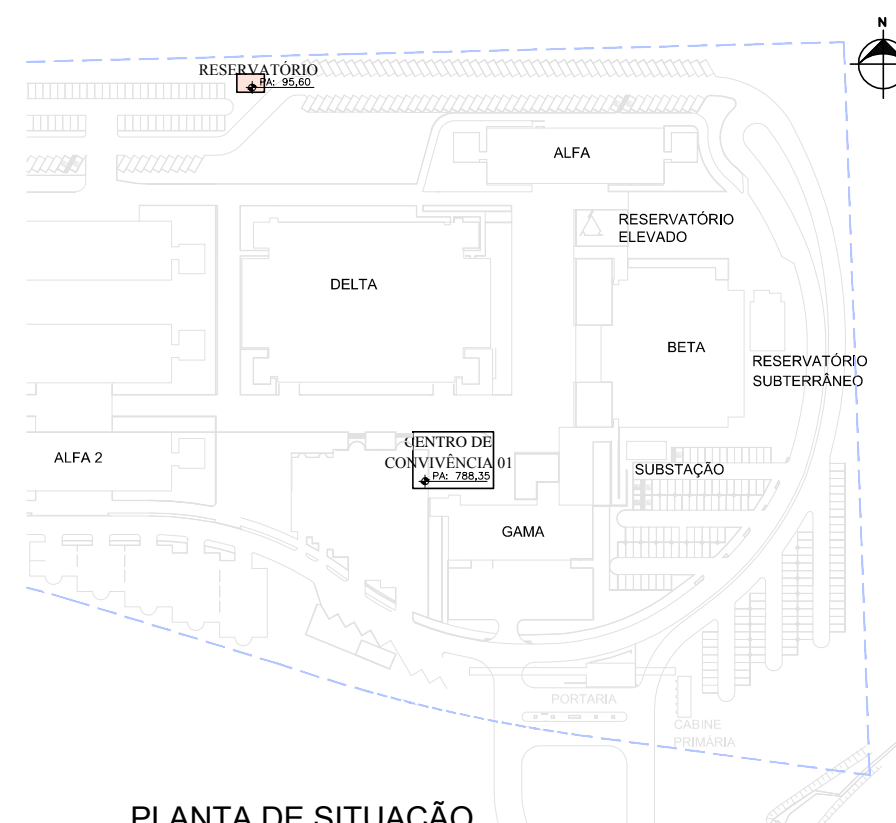 N
RESERVATÓRIO
PA: 95,60
ALFA
RESERVATÓRIO
ELEVADO
DELTA
BETA
RESERVATÓRIO
SUBTERRÂNEO
CENTRO DE
CONVIVÊNCIA 01
PA: 788,35
ALFA 2
SUBSTAÇÃO
GAMA
PORTARIA
CABINE
PRIMÁRIA
PLANTA DE SITUAÇÃO